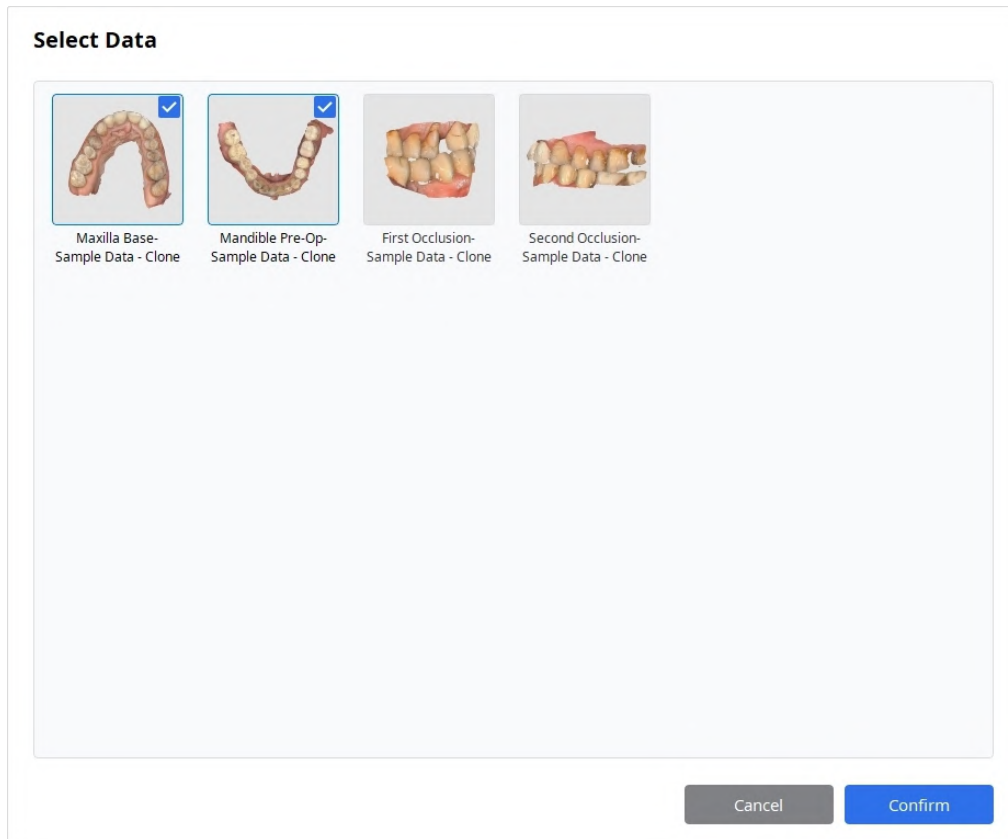 Select Data
Maxilla Base-
Sample Data - Clone
Mandible Pre-Op-
Sample Data - Clone
First Occlusion-
Sample Data - Clone
Second Occlusion-
Sample Data - Clone
Cancel
Confirm